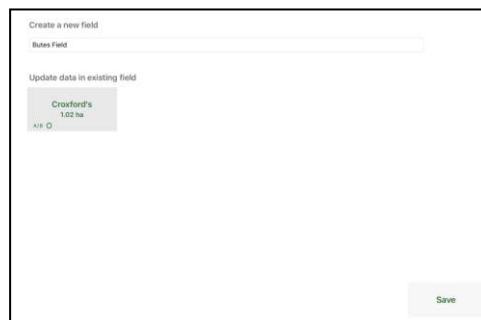 Create a new field
Butes Field
Update data in existing field
Croxford's
1.02 ha
A/B
Save